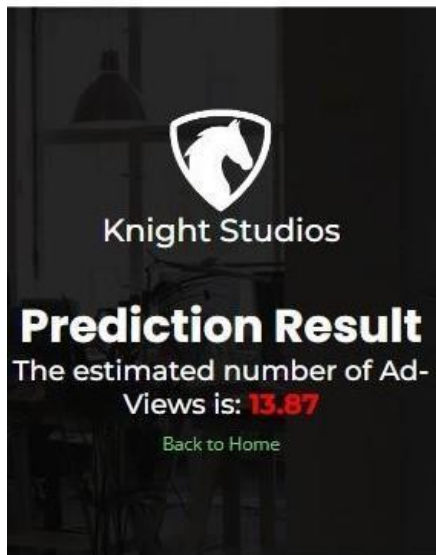 Knight Studios
Prediction Result
The estimated number of Ad-
Views is: 13.87
Back to Home